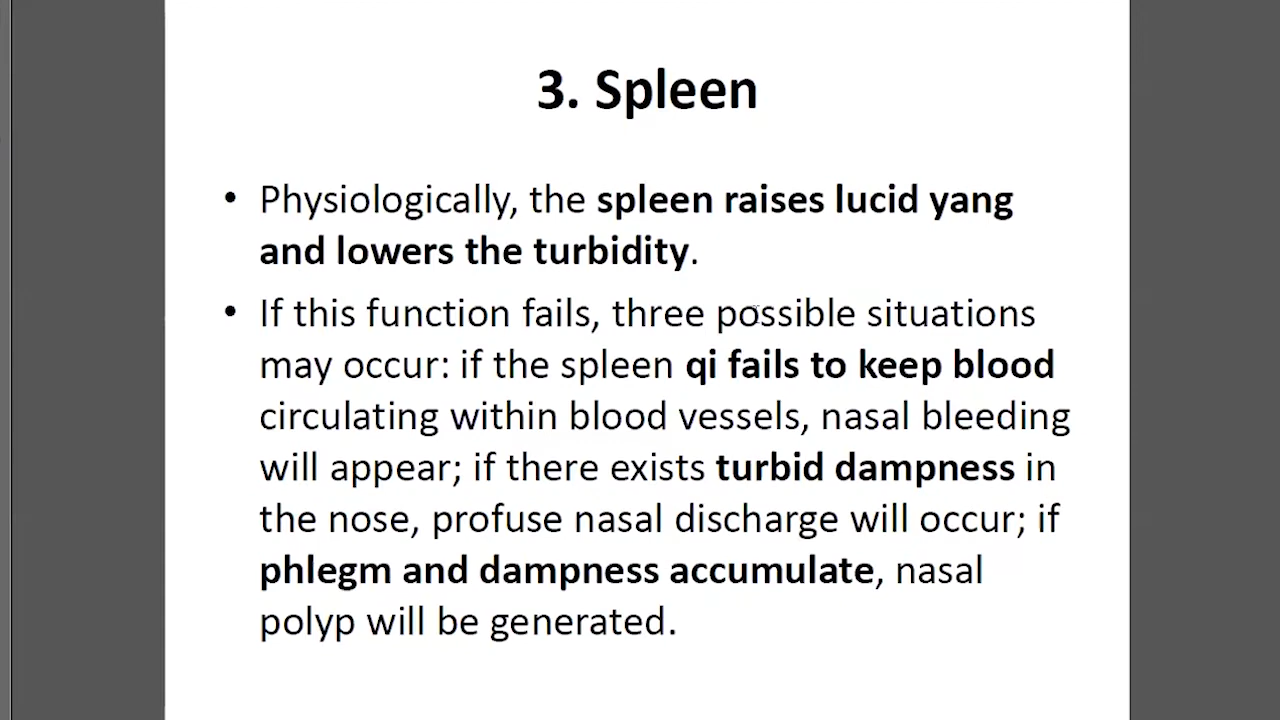 3. Spleen
• Physiologically, the spleen raises lucid yang
and lowers the turbidity.
• If this function fails, three possible situations
may occur: if the spleen qi fails to keep blood
circulating within blood vessels, nasal bleeding
will appear; if there exists turbid dampness in
the nose, profuse nasal discharge will occur; if
phlegm and dampness accumulate, nasal
polyp will be generated.